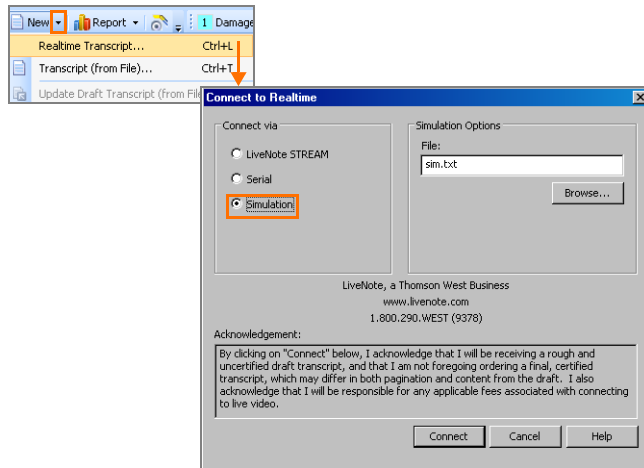 New Report 1 Damage
Realtime Transcript... Ctrl+L
Transcript (from File)... Ctrl+T
Update Draft Transcript (from File
Connect to Realtime
Connect via
LiveNote STREAM
Serial
Simulation
Simulation Options
File:
sim.txt
Browse...
LiveNote, a Thomson West Business
www.livenote.com
1.800.290.WEST (9378)
Acknowledgement:
By clicking on "Connect" below, I acknowledge that I will be receiving a rough and
uncertified draft transcript, and that I am not foregoing ordering a final, certified
transcript, which may differ in both pagination and content from the draft. I also
acknowledge that I will be responsible for any applicable fees associated with connecting
to live video.
Connect Cancel Help